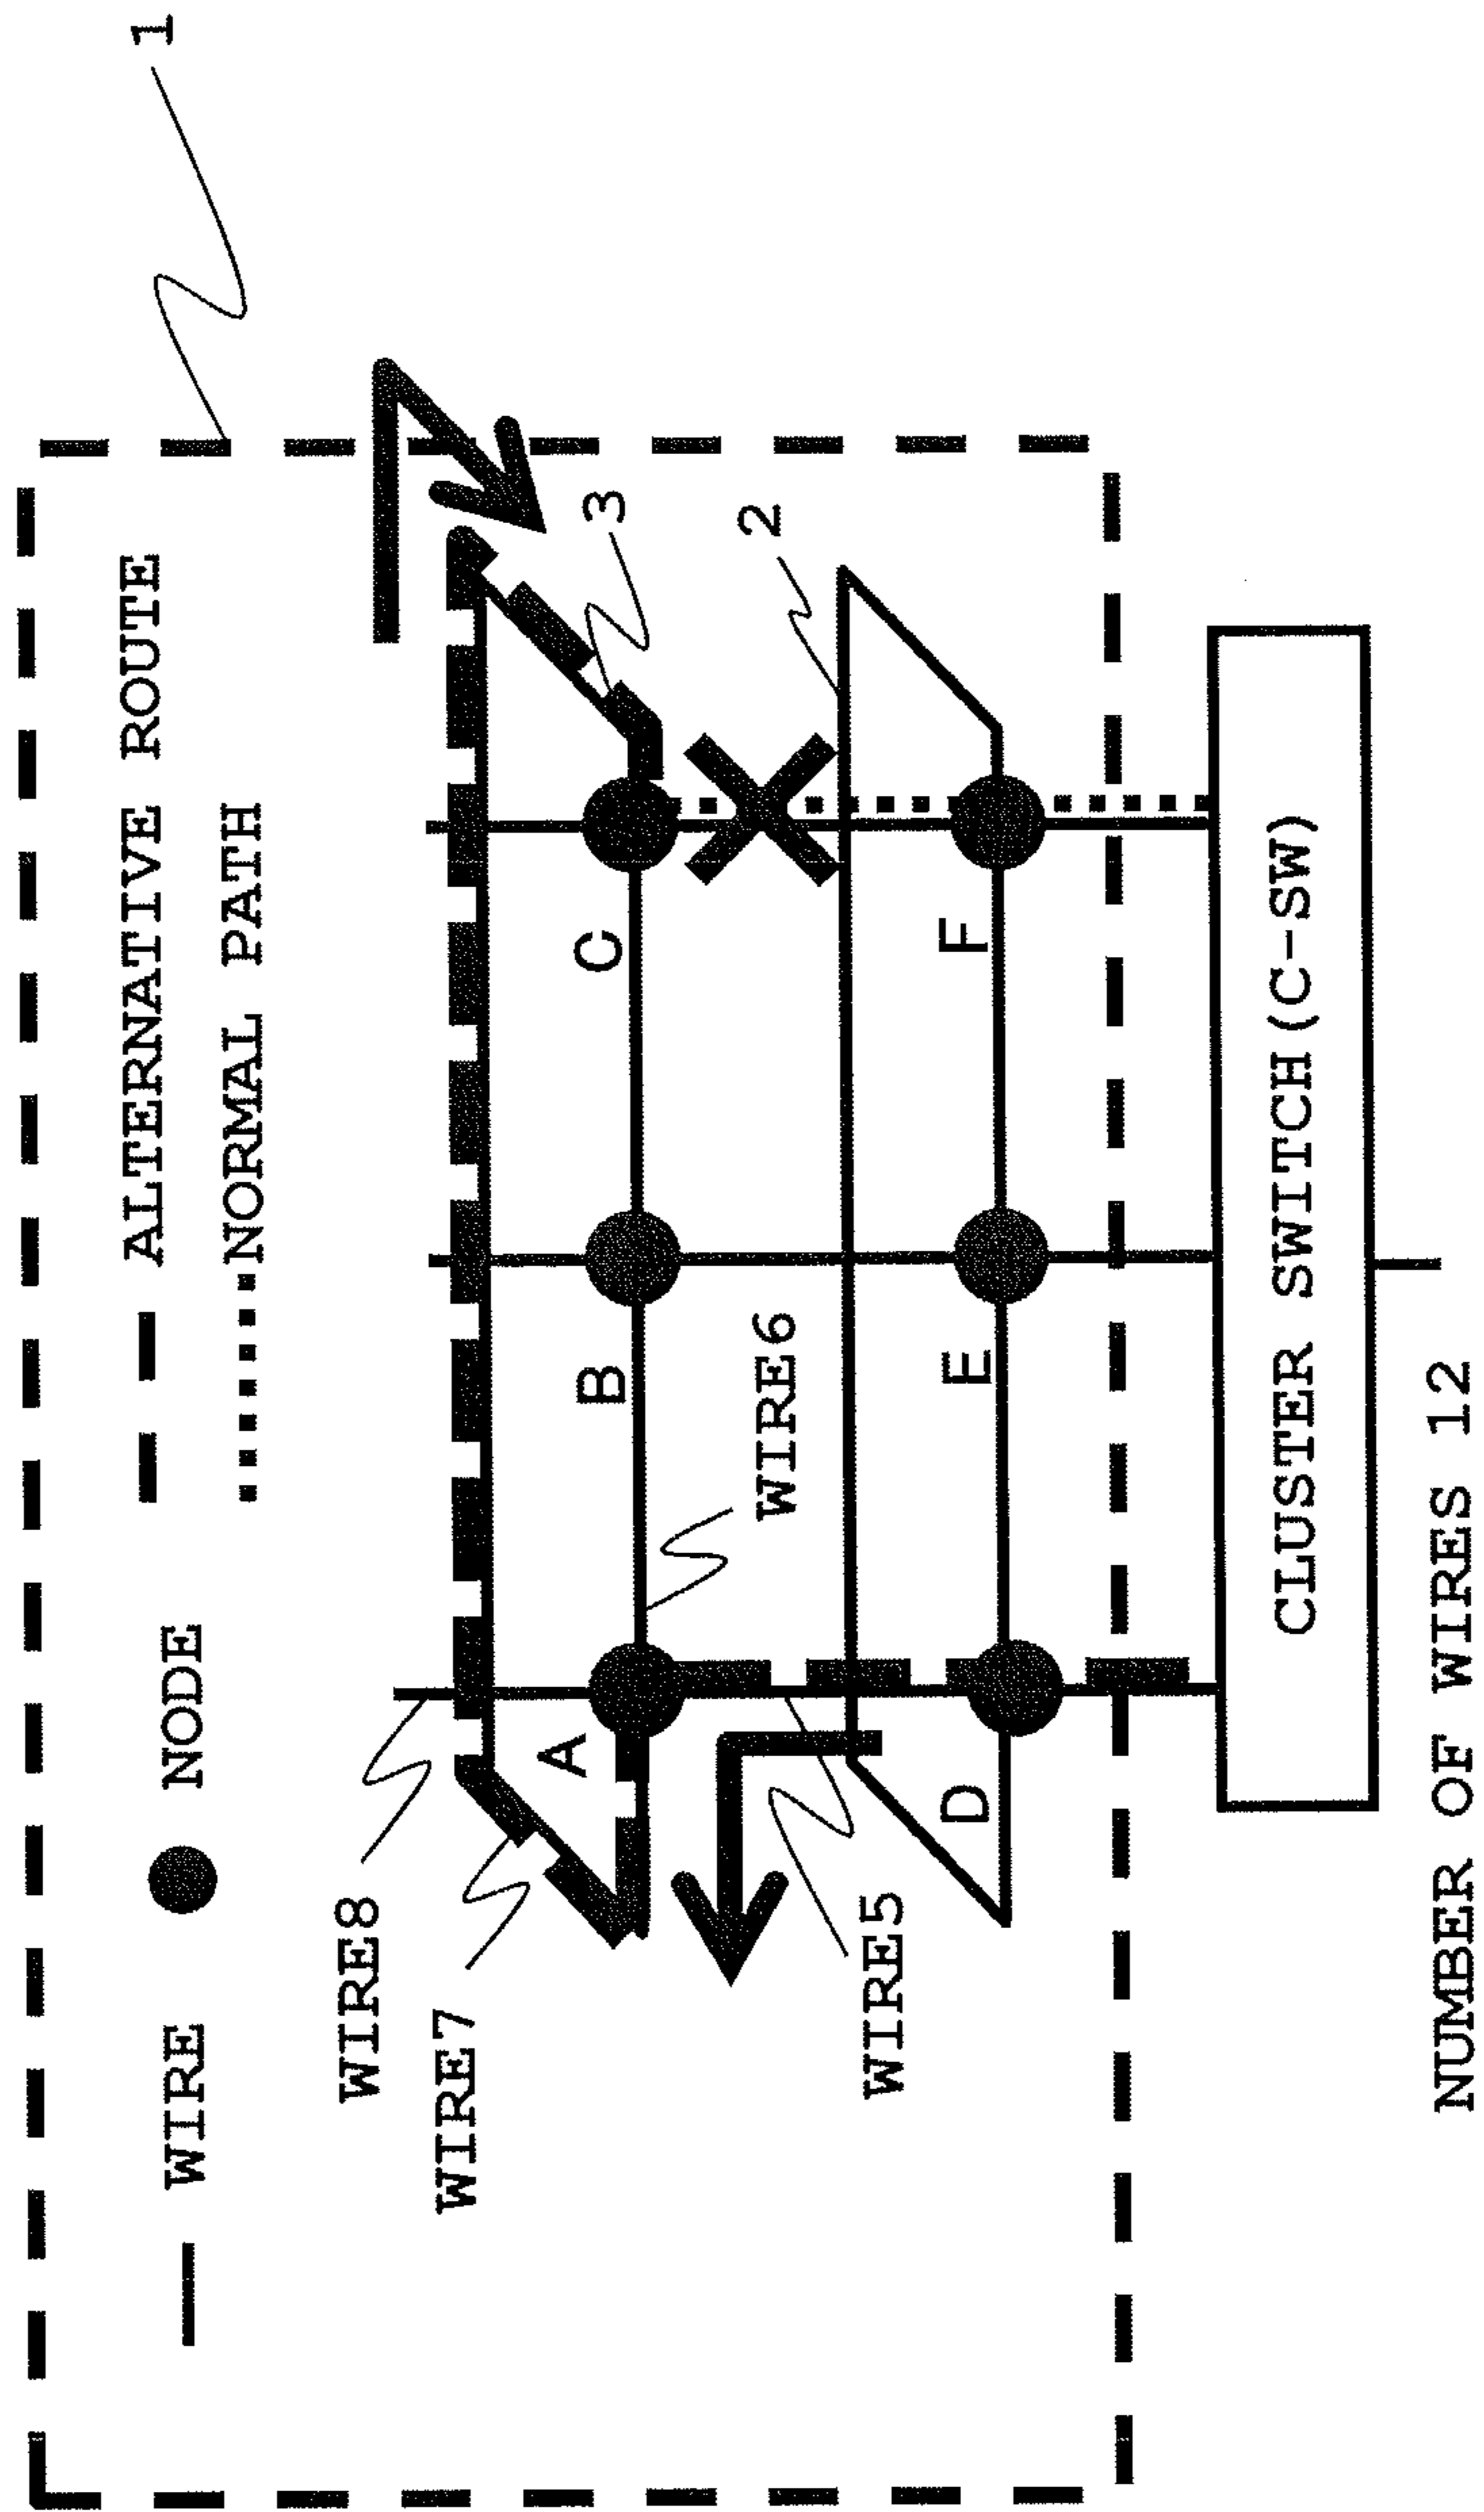 WIRE
NODE
ALTERNATIVE ROUTE
NORMAL PATH
1
WIRE8
WIRE7
3
A
B
C
WIRE6
2
WIRE5
D
E
F
CLUSTER SWITCH(C-SW)
NUMBER OF WIRES 12